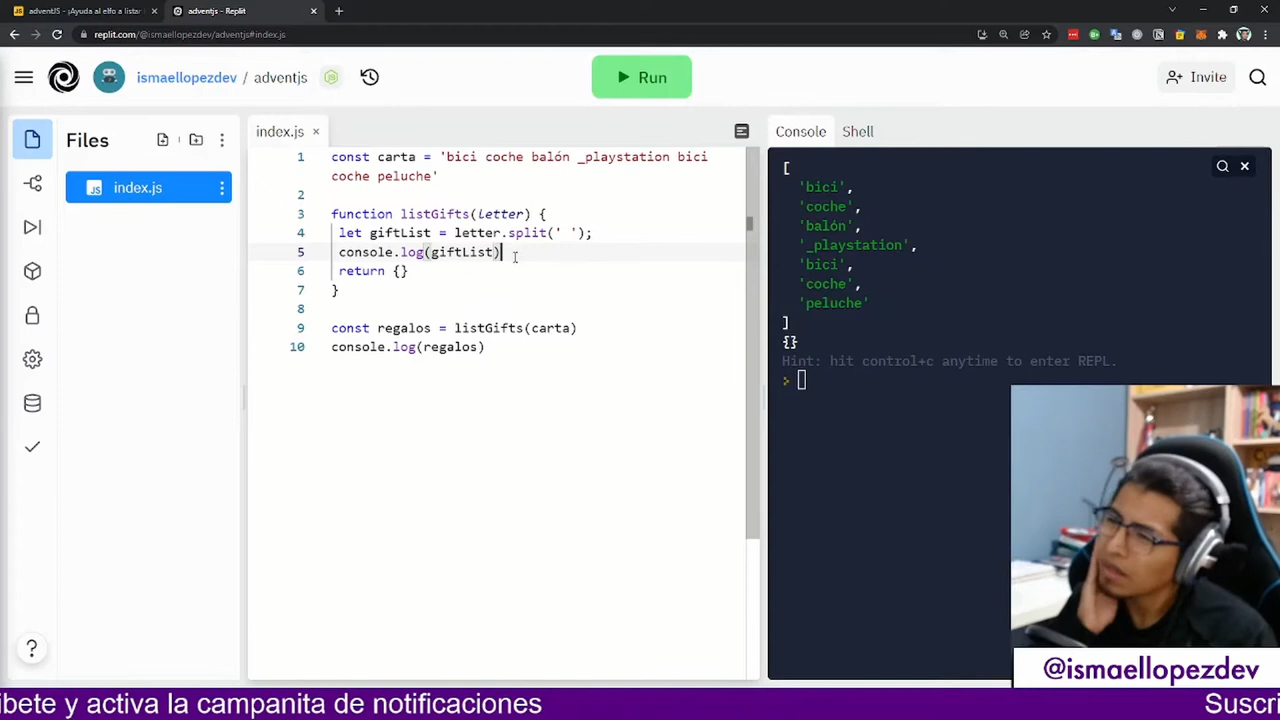 adventJS - ¡Ayuda al elfo a listar
adventjs - Replit
replit.com/@ismaellopezdev/adventjs#index.js
ismaellopezdev / adventjs
Run
Invite
Files
index.js
index.js
1 const carta = 'bici coche balón _playstation bici
coche peluche'
2
3 function listGifts(letter) {
4 let giftList = letter.split(' ');
5 console.log(giftList)
6 return {}
7 }
8
9 const regalos = listGifts(carta)
10 console.log(regalos)
Console Shell
[
'bici',
'coche',
'balón',
'_playstation',
'bici',
'coche',
'peluche'
]
{}
Hint: hit control+c anytime to enter REPL.
>
?
@ismaellopezdev
ibete y activa la campanita de notificaciones
Suscri